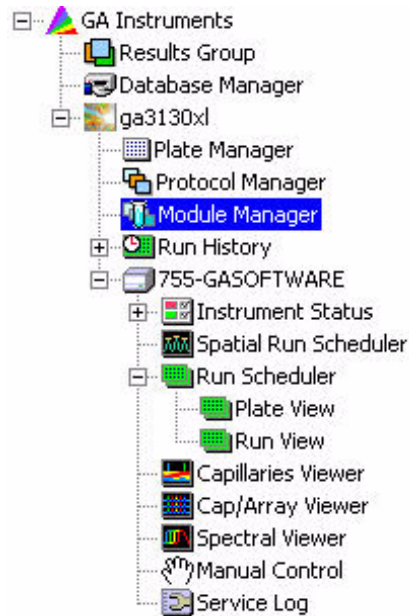 GA Instruments
Results Group
Database Manager
ga3130xl
Plate Manager
Protocol Manager
Module Manager
Run History
755-GASOFTWARE
Instrument Status
Spatial Run Scheduler
Run Scheduler
Plate View
Run View
Capillaries Viewer
Cap/Array Viewer
Spectral Viewer
Manual Control
Service Log